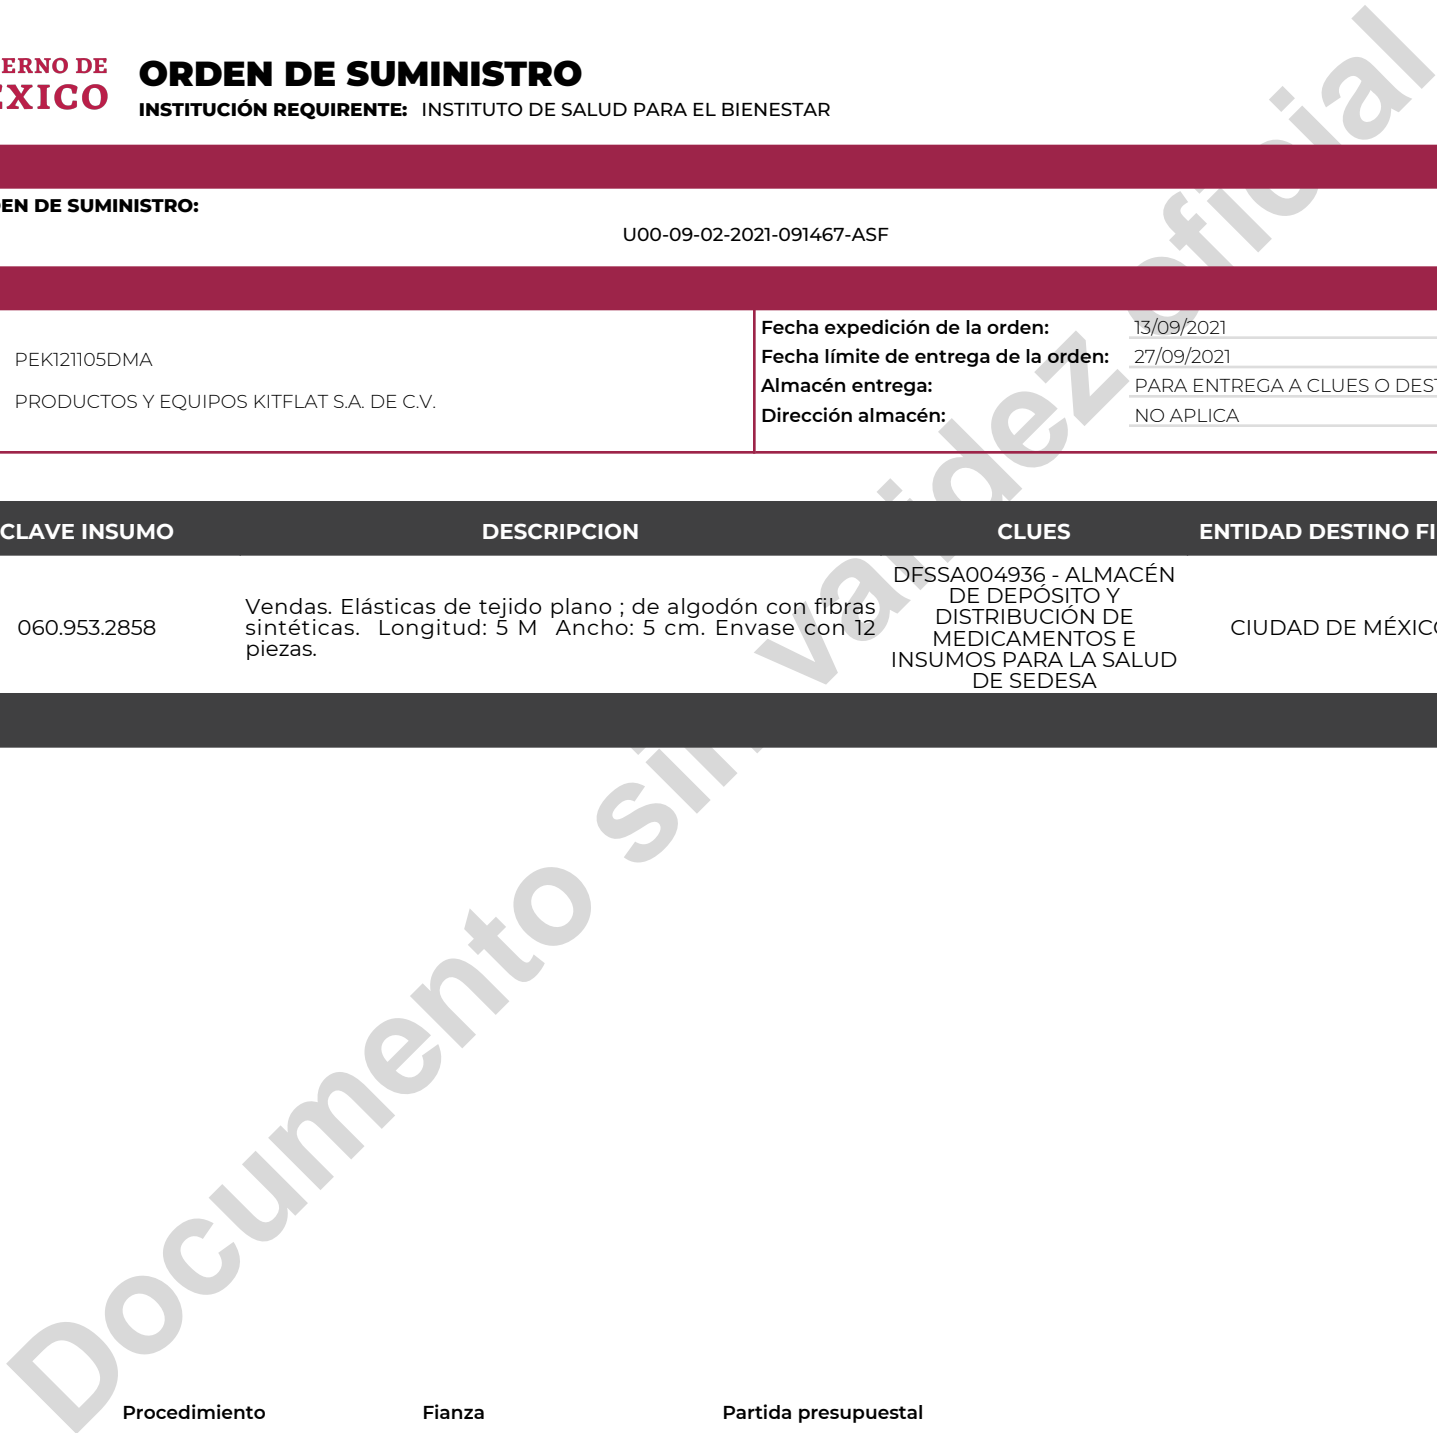 ERNO DE
ÉXICO
ORDEN DE SUMINISTRO
INSTITUCIÓN REQUIRENTE: INSTITUTO DE SALUD PARA EL BIENESTAR
EN DE SUMINISTRO:
U00-09-02-2021-091467-ASF
PEK121105DMA
PRODUCTOS Y EQUIPOS KITFLAT S.A. DE C.V.
Fecha expedición de la orden: 13/09/2021
Fecha límite de entrega de la orden: 27/09/2021
Almacén entrega: PARA ENTREGA A CLUES O DEST
Dirección almacén: NO APLICA
CLAVE INSUMO DESCRIPCION CLUES ENTIDAD DESTINO FI
060.953.2858
Vendas. Elásticas de tejido plano ; de algodón con fibras
sintéticas. Longitud: 5 M Ancho: 5 cm. Envase con 12
piezas.
DFSSA004936 - ALMACÉN
DE DEPÓSITO Y
DISTRIBUCIÓN DE
MEDICAMENTOS E
INSUMOS PARA LA SALUD
DE SEDESA
CIUDAD DE MÉXICO
Documento sin validez oficial
Procedimiento Fianza Partida presupuestal